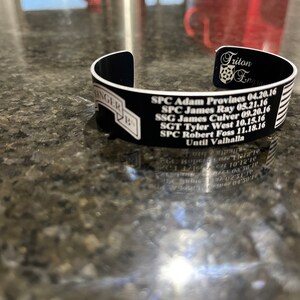 SPC Adam Provines 04.20.16
SPC James Ray 05.21.16
SSG James Culver 09.20.16
SGT Tyler West 10.15.16
SPC Robert Foss 11.18.16
Until Valhalla
Triton